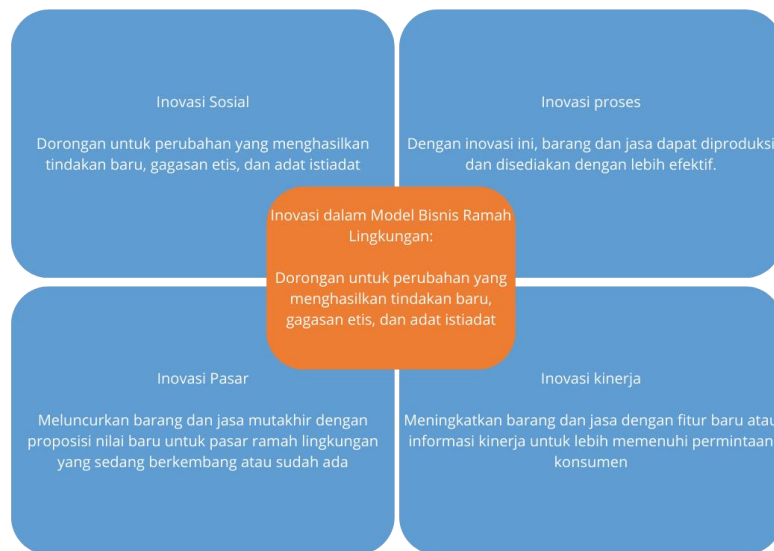 Inovasi Sosial
Dorongan untuk perubahan yang menghasilkan
tindakan baru, gagasan etis, dan adat istiadat
Inovasi proses
Dengan inovasi ini, barang dan jasa dapat diproduksi
dan disediakan dengan lebih efektif.
Inovasi dalam Model Bisnis Ramah
Lingkungan:
Dorongan untuk perubahan yang
menghasilkan tindakan baru,
gagasan etis, dan adat istiadat
Inovasi Pasar
Meluncurkan barang dan jasa mutakhir dengan
proposisi nilai baru untuk pasar ramah lingkungan
yang sedang berkembang atau sudah ada
Inovasi kinerja
Meningkatkan barang dan jasa dengan fitur baru atau
informasi kinerja untuk lebih memenuhi permintaan
konsumen